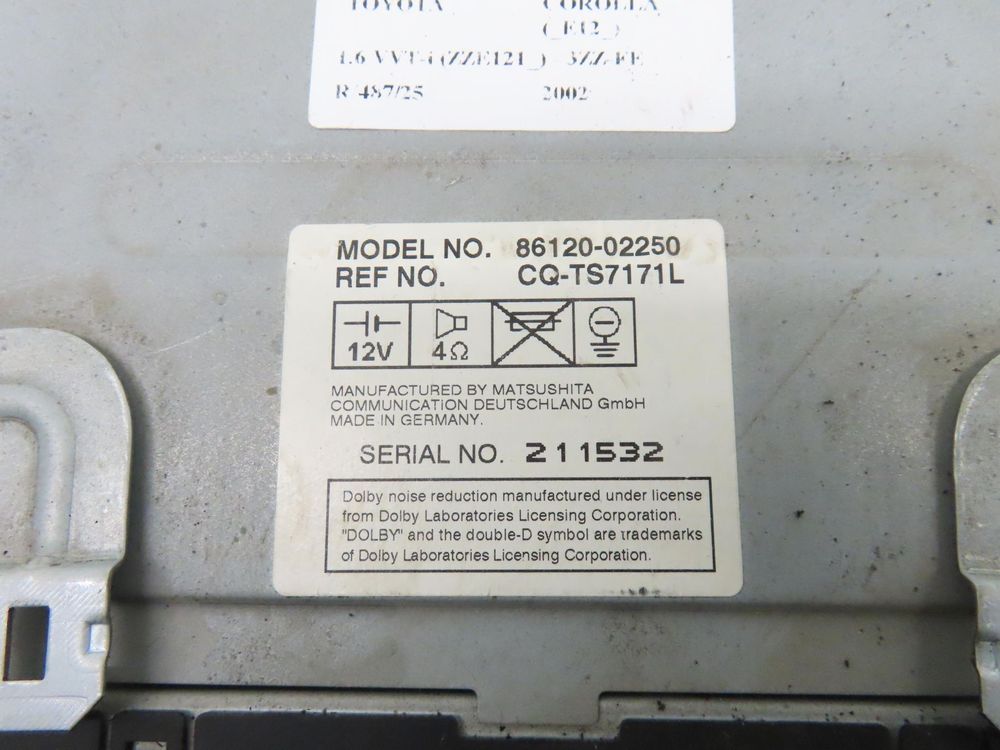 TOYOTA COROLLA
(_E12_)
1.6 VVT-i (ZZE121_) 3ZZ-FE
R/487/25 2002
MODEL NO. 86120-02250
REF NO. CQ-TS7171L
12V 4Ω
MANUFACTURED BY MATSUSHITA
COMMUNICATION DEUTSCHLAND GmbH
MADE IN GERMANY.
SERIAL NO. 211532
Dolby noise reduction manufactured under license
from Dolby Laboratories Licensing Corporation.
"DOLBY" and the double-D symbol are trademarks
of Dolby Laboratories Licensing Corporation.